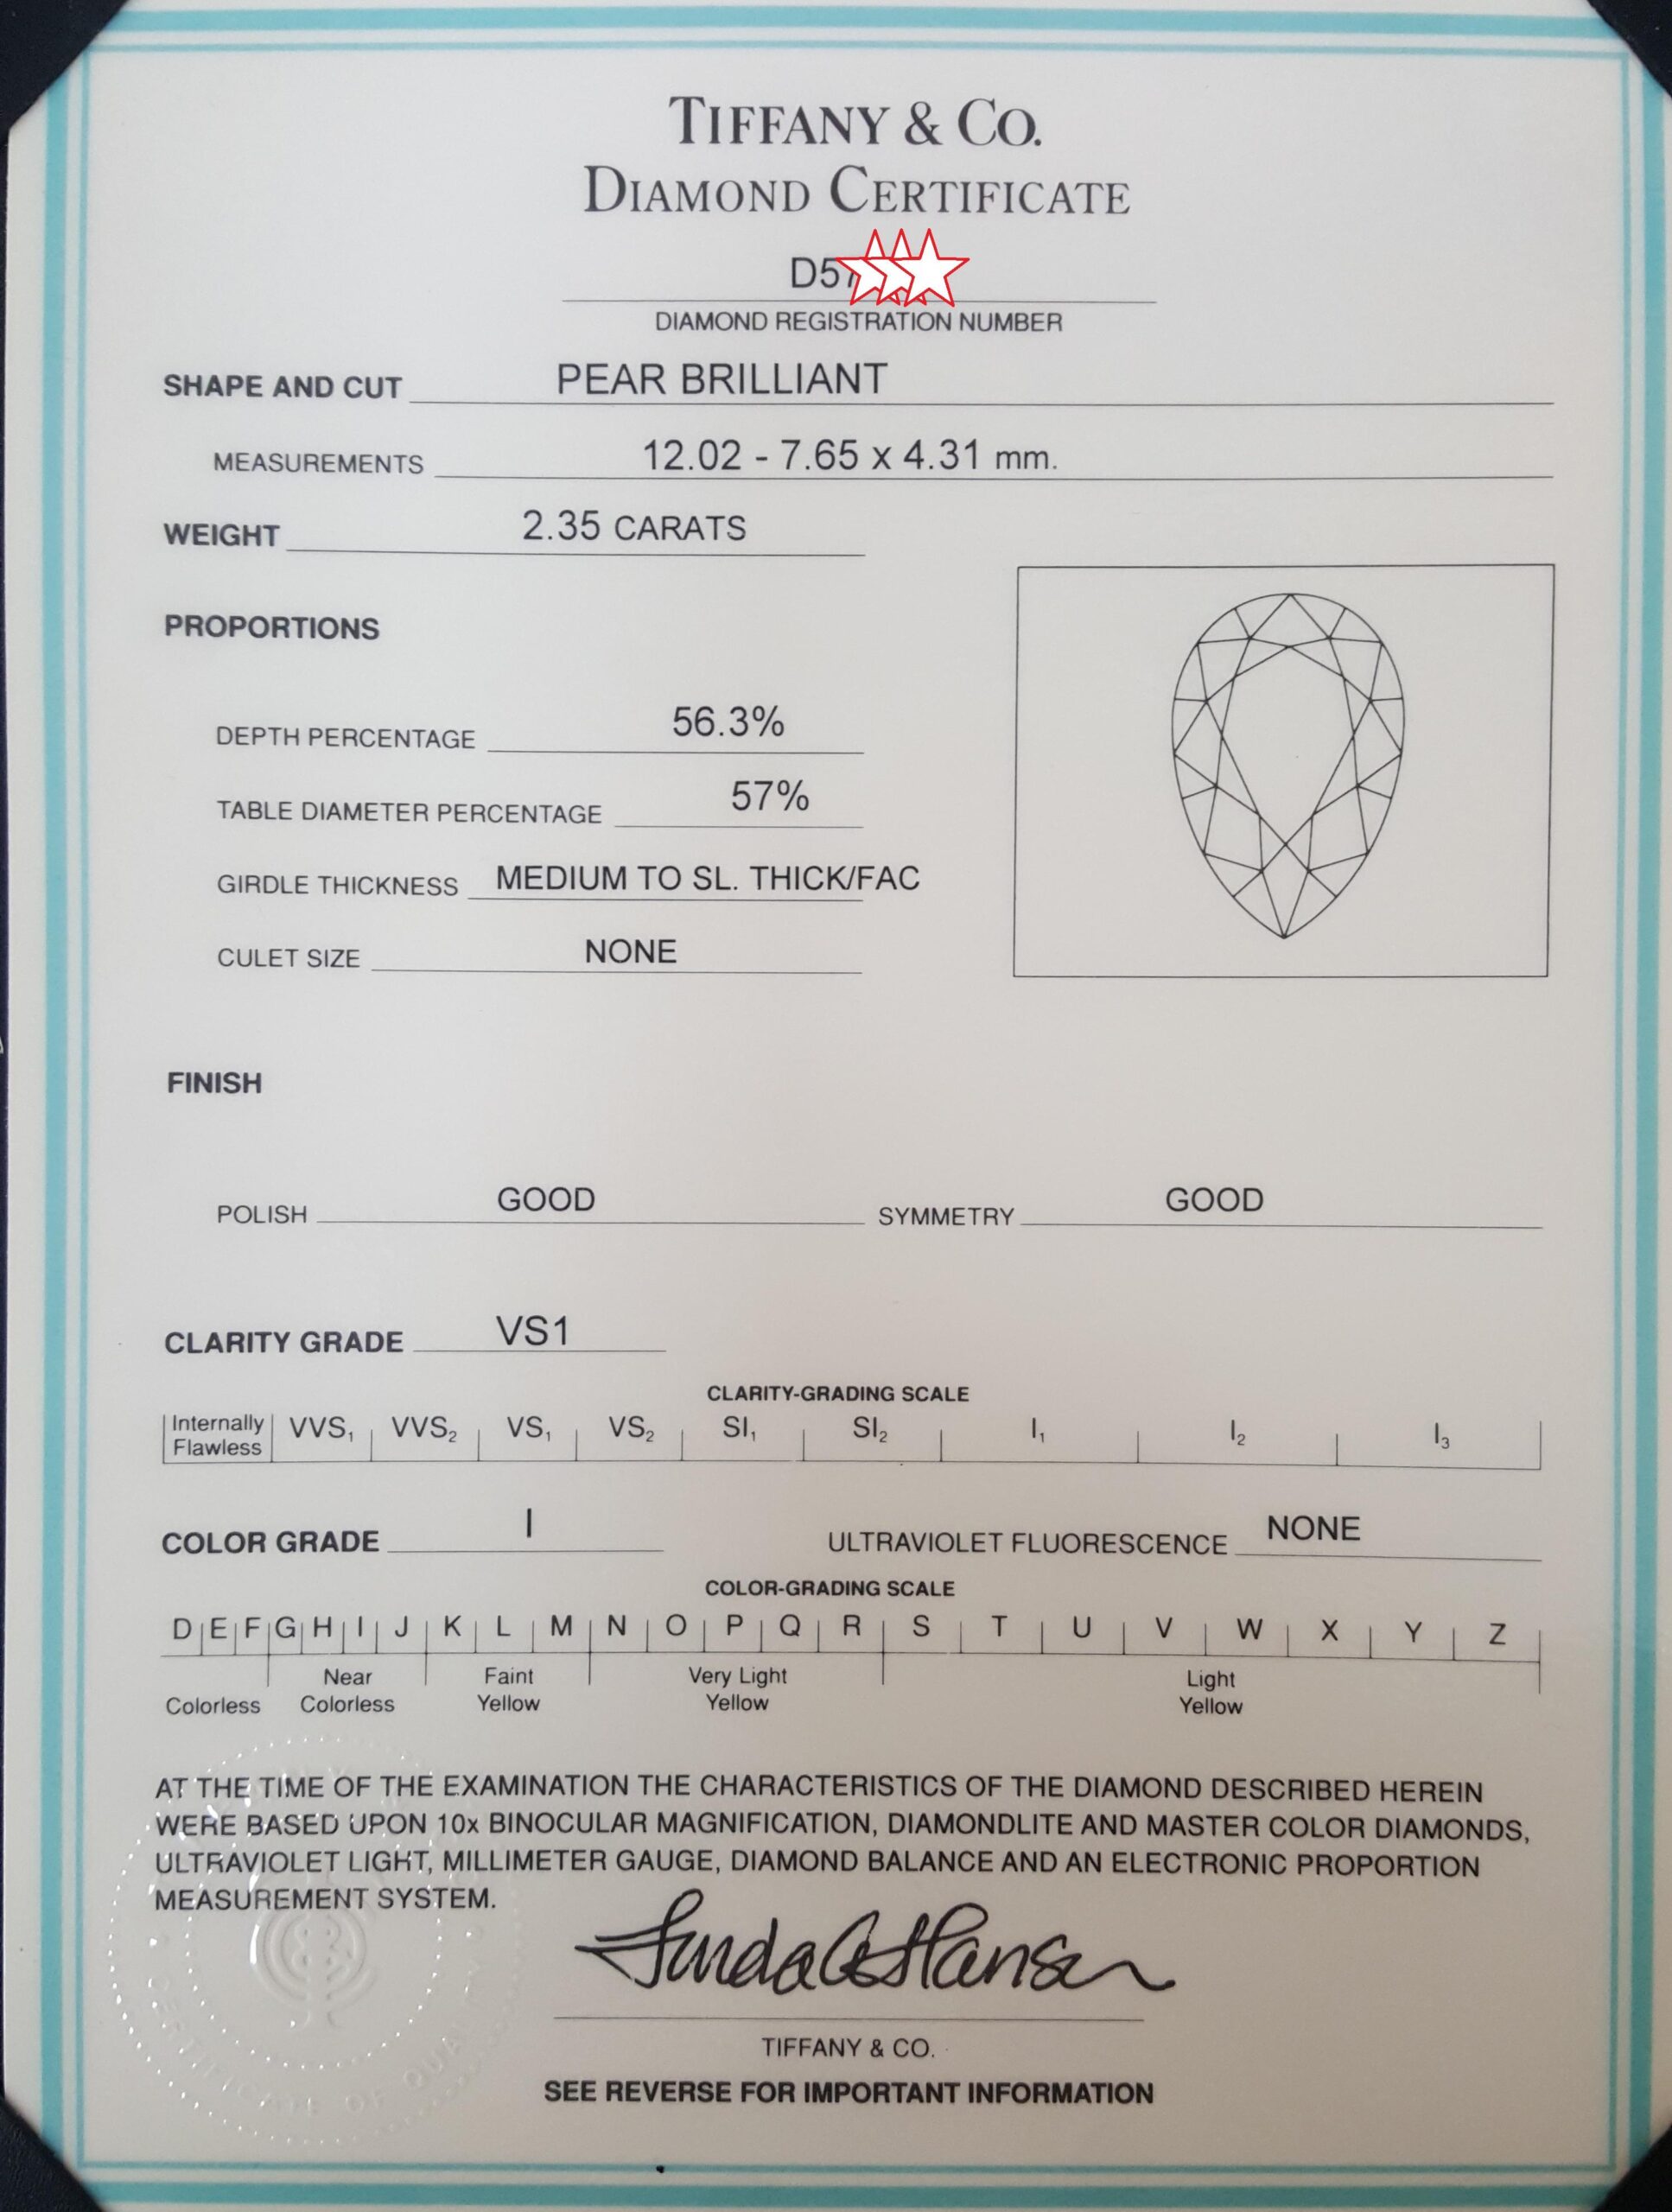 TIFFANY & CO.
DIAMOND CERTIFICATE
D57
DIAMOND REGISTRATION NUMBER
SHAPE AND CUT PEAR BRILLIANT
MEASUREMENTS 12.02 - 7.65 x 4.31 mm.
WEIGHT 2.35 CARATS
PROPORTIONS
DEPTH PERCENTAGE 56.3%
TABLE DIAMETER PERCENTAGE 57%
GIRDLE THICKNESS MEDIUM TO SL. THICK/FAC
CULET SIZE NONE
FINISH
POLISH GOOD SYMMETRY GOOD
CLARITY GRADE VS1
CLARITY-GRADING SCALE
Internally Flawless VVS₁ VVS₂ VS₁ VS₂ SI₁ SI₂ I₁ I₂ I₃
COLOR GRADE I ULTRAVIOLET FLUORESCENCE NONE
COLOR-GRADING SCALE
D E F G H I J K L M N O P Q R S T U V W X Y Z
Colorless Near Colorless Faint Yellow Very Light Yellow Light Yellow
AT THE TIME OF THE EXAMINATION THE CHARACTERISTICS OF THE DIAMOND DESCRIBED HEREIN
WERE BASED UPON 10x BINOCULAR MAGNIFICATION, DIAMONDLITE AND MASTER COLOR DIAMONDS,
ULTRAVIOLET LIGHT, MILLIMETER GAUGE, DIAMOND BALANCE AND AN ELECTRONIC PROPORTION
MEASUREMENT SYSTEM.
TIFFANY & CO.
SEE REVERSE FOR IMPORTANT INFORMATION
CERTIFICATE OF QUALITY